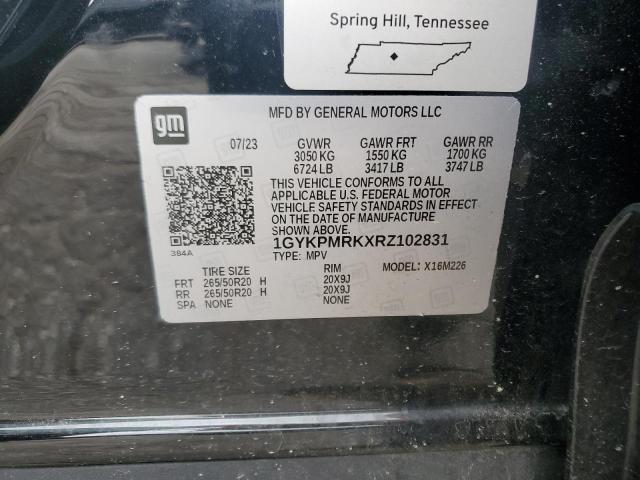 Spring Hill, Tennessee
gm
MFD BY GENERAL MOTORS LLC
07/23 GVWR GAWR FRT GAWR RR
3050 KG 1550 KG 1700 KG
6724 LB 3417 LB 3747 LB
THIS VEHICLE CONFORMS TO ALL
APPLICABLE U.S. FEDERAL MOTOR
VEHICLE SAFETY STANDARDS IN EFFECT
ON THE DATE OF MANUFACTURE
SHOWN ABOVE.
1GYKPMRKXRZ102831
384A
TYPE: MPV MODEL: X16M226
TIRE SIZE RIM
FRT 265/50R20 H 20X9J
RR 265/50R20 H 20X9J
SPA NONE NONE